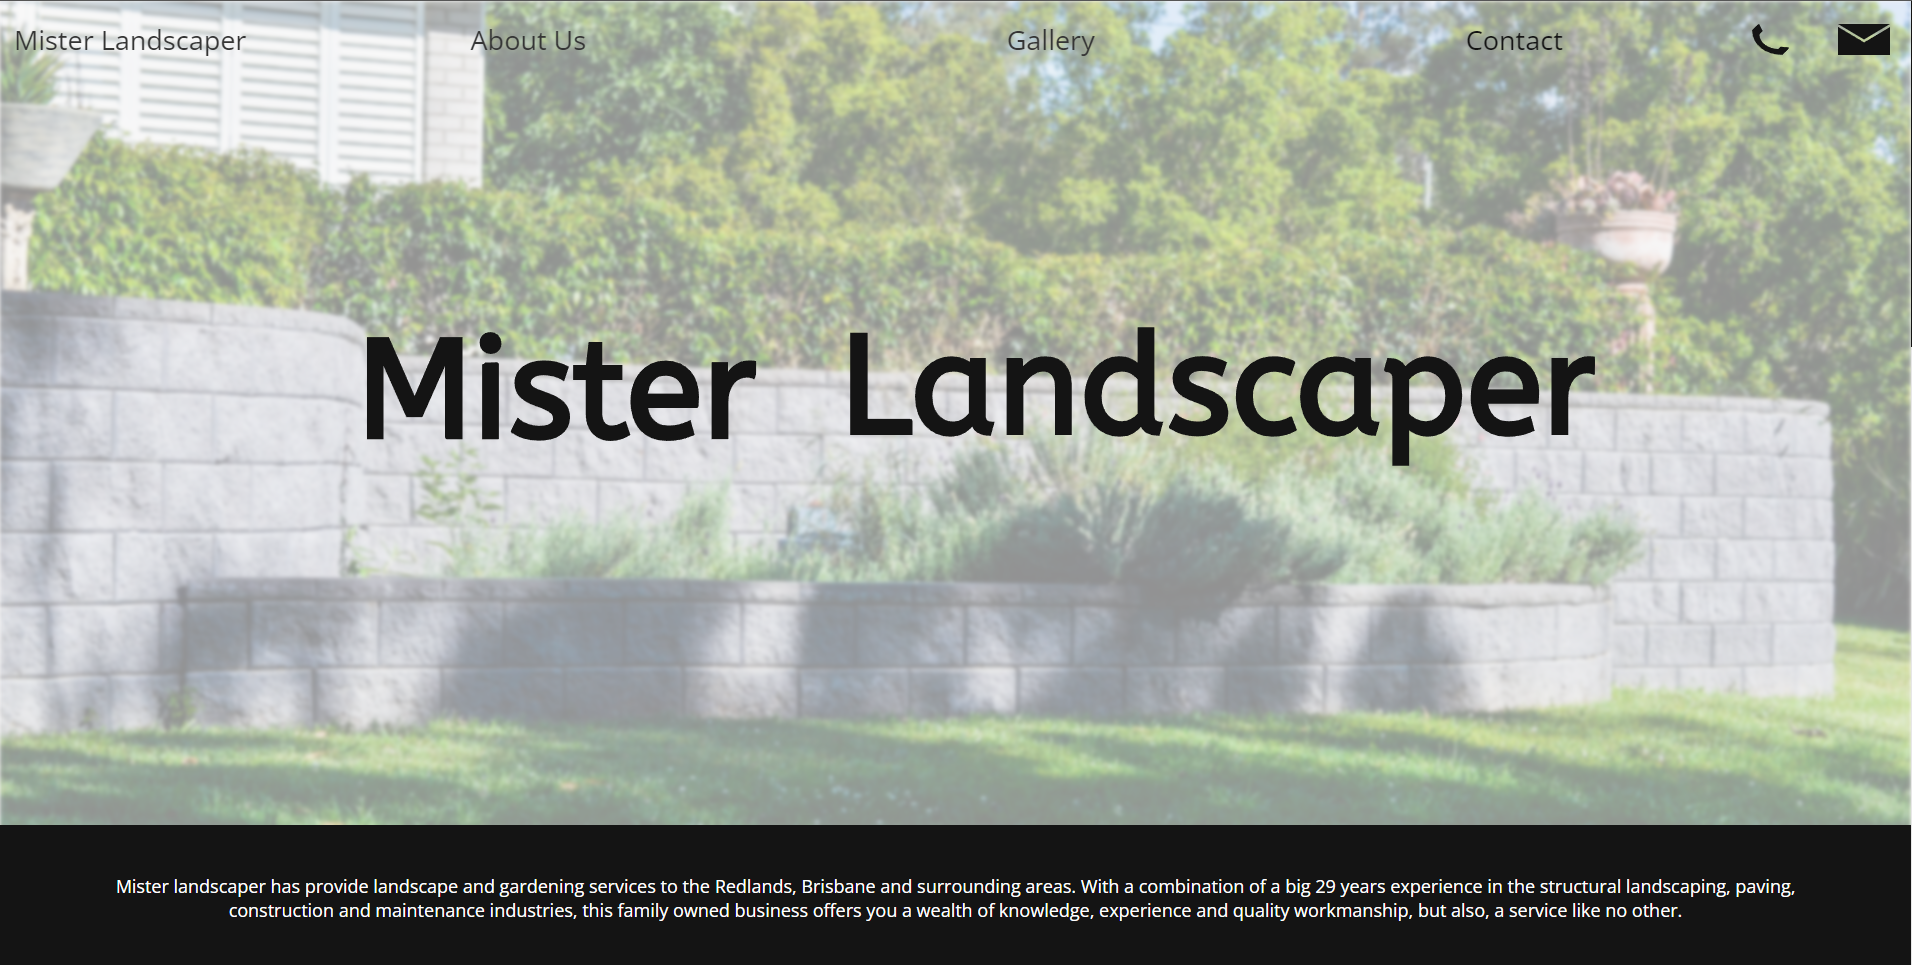 Mister Landscaper About Us Gallery Contact
Mister Landscaper
Mister landscaper has provide landscape and gardening services to the Redlands, Brisbane and surrounding areas. With a combination of a big 29 years experience in the structural landscaping, paving,
construction and maintenance industries, this family owned business offers you a wealth of knowledge, experience and quality workmanship, but also, a service like no other.